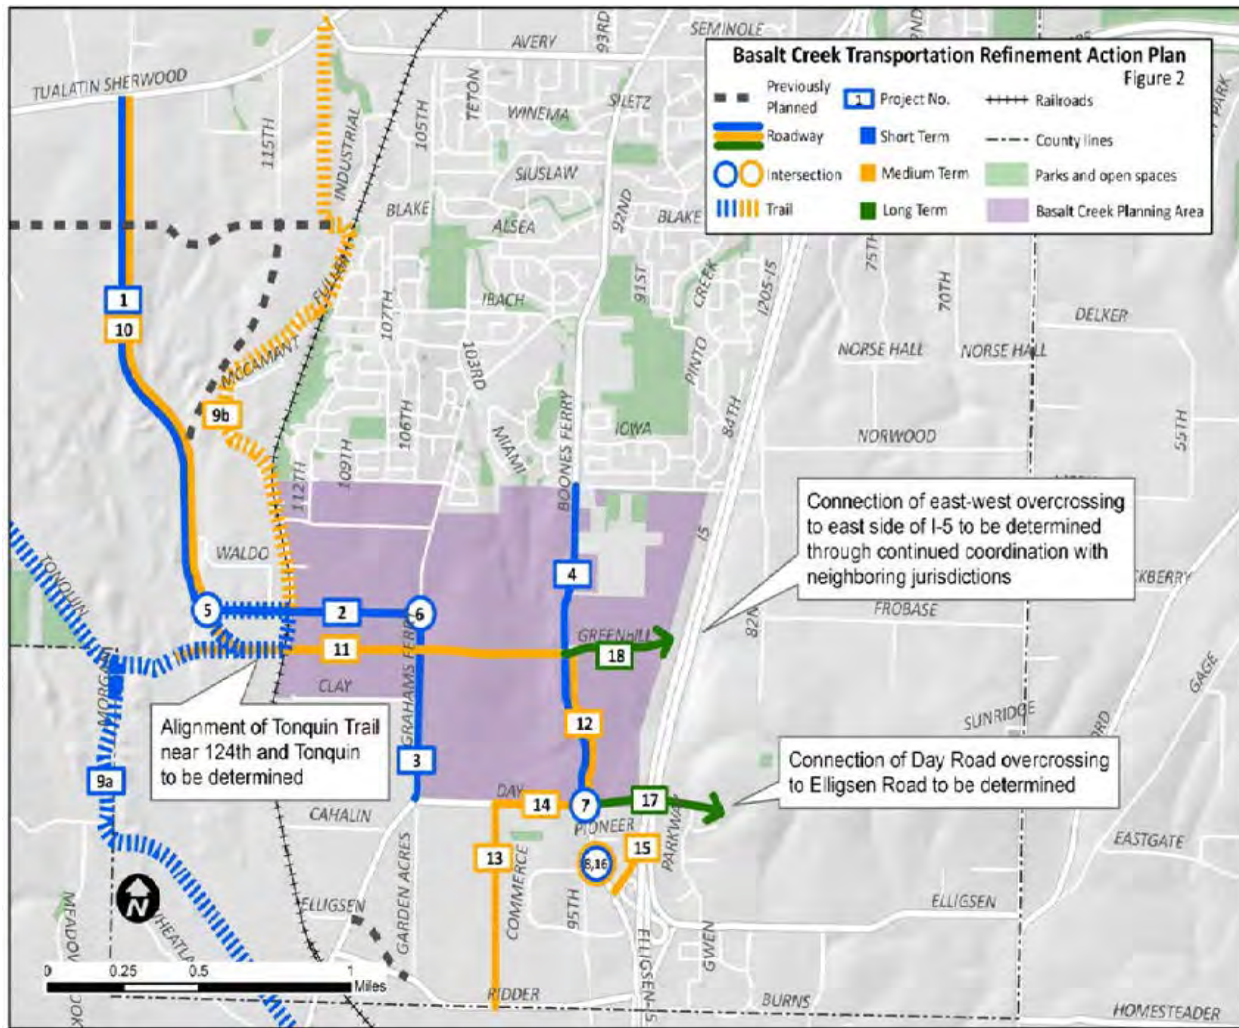 Basalt Creek Transportation Refinement Action Plan
Figure 2
Previously
Planned
1 Project No.
Railroads
Roadway
Short Term
County lines
Intersection
Medium Term
Parks and open spaces
Trail
Long Term
Basalt Creek Planning Area
SEMINOLE
93RD
AVERY
TUALATIN SHERWOOD
TETON
105TH
115TH
INDUSTRIAL
WINEMA
SILETZ
SIUSLAW
92ND
BLAKE
BLAKE
ALSEA
PARK
75TH
70TH
I205-I5
91ST
CREEK
IBACH
107TH
1
10
DELKER
MCCAMANT
103RD
PINTO
NORSE HALL
NORSE HALL
9b
106TH
BOONES FERRY
IOWA
84TH
NORWOOD
55TH
109TH
MIAMI
112TH
I5
Connection of east-west overcrossing
to east side of I-5 to be determined
through continued coordination with
neighboring jurisdictions
WALDO
TONQUIN
4
5
2
6
FROBASE
GREENHILL
11
18
GRAHAMS FERRY
CLAY
GAGE
Alignment of Tonquin Trail
near 124th and Tonquin
to be determined
12
SUNRIDGE
3
9a
Connection of Day Road overcrossing
to Elligsen Road to be determined
DAY
14
7
17
CAHALIN
PIONEER
PARKWAY
15
13
8,16
EASTGATE
COMMERCE
GARDEN ACRES
95TH
ELLIGSEN
ELLIGSEN
N
GWEN
ELLIGSEN-I5
0 0.25 0.5 1
Miles
RIDDER
BURNS
HOMESTEADER